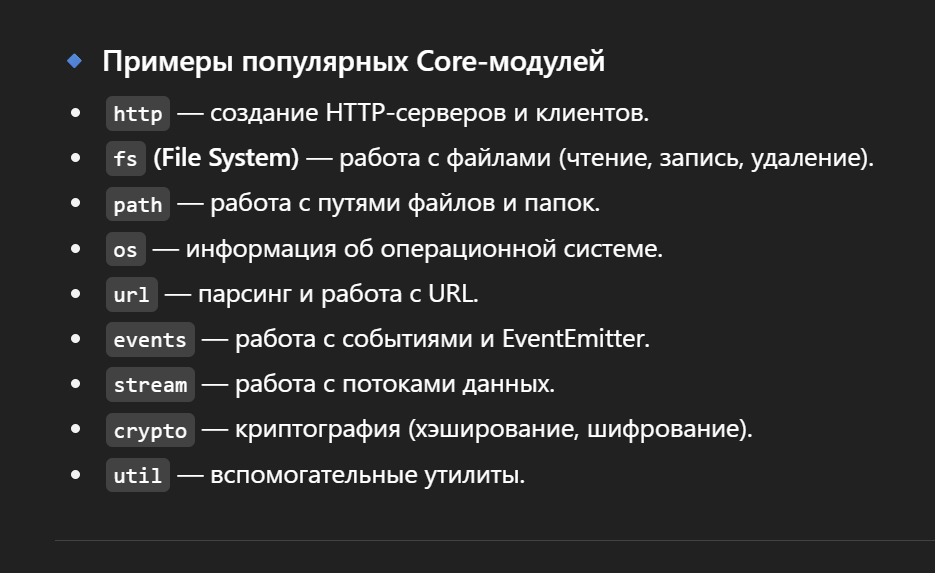 Примеры популярных Core-модулей
http — создание HTTP-серверов и клиентов.
fs (File System) — работа с файлами (чтение, запись, удаление).
path — работа с путями файлов и папок.
os — информация об операционной системе.
url — парсинг и работа с URL.
events — работа с событиями и EventEmitter.
stream — работа с потоками данных.
crypto — криптография (хэширование, шифрование).
util — вспомогательные утилиты.